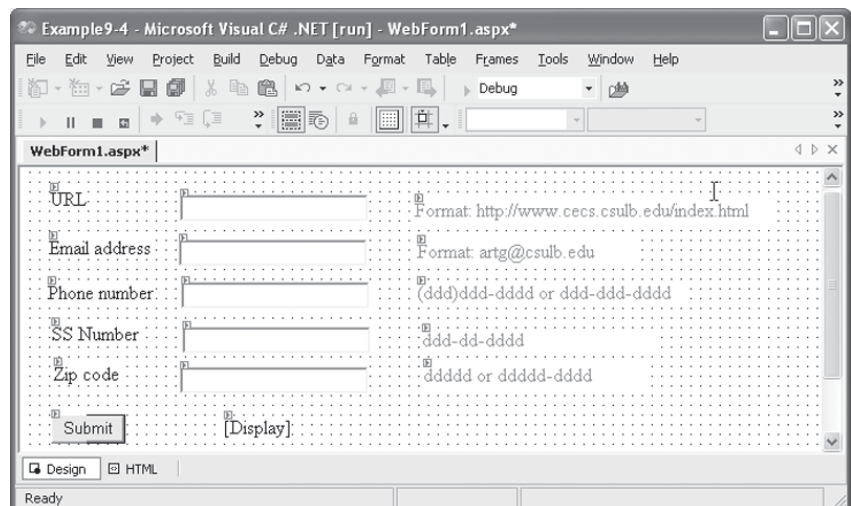 Example9-4 - Microsoft Visual C# .NET [run] - WebForm1.aspx*
File Edit View Project Build Debug Data Format Table Frames Tools Window Help
Debug
WebForm1.aspx*
URL Format: http://www.cecs.csulb.edu/index.html
Email address Format: artg@csulb.edu
Phone number (ddd)ddd-dddd or ddd-ddd-dddd
SS Number ddd-dd-dddd
Zip code ddddd or ddddd-dddd
Submit [Display]
Design HTML
Ready